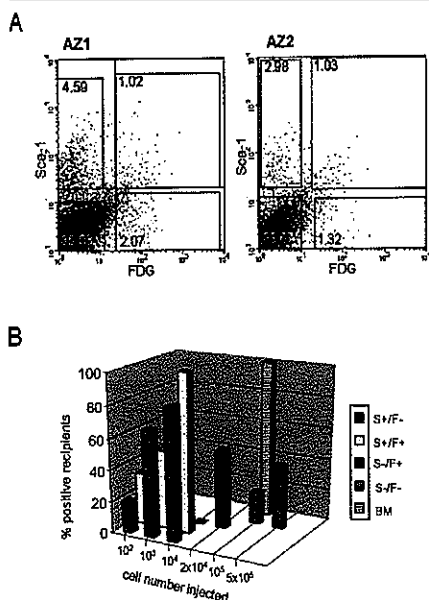 A
AZ1
AZ2
4.59
1.02
2.07
Sca-1
FDG
2.98
1.03
1.32
Sca-1
FDG
B
% positive recipients
100
80
60
40
20
0
10² 10³ 10⁴ 2x10⁴ 10⁵ 5x10⁵
cell number injected
S+/F-
S+/F+
S-/F+
S-/F-
BM